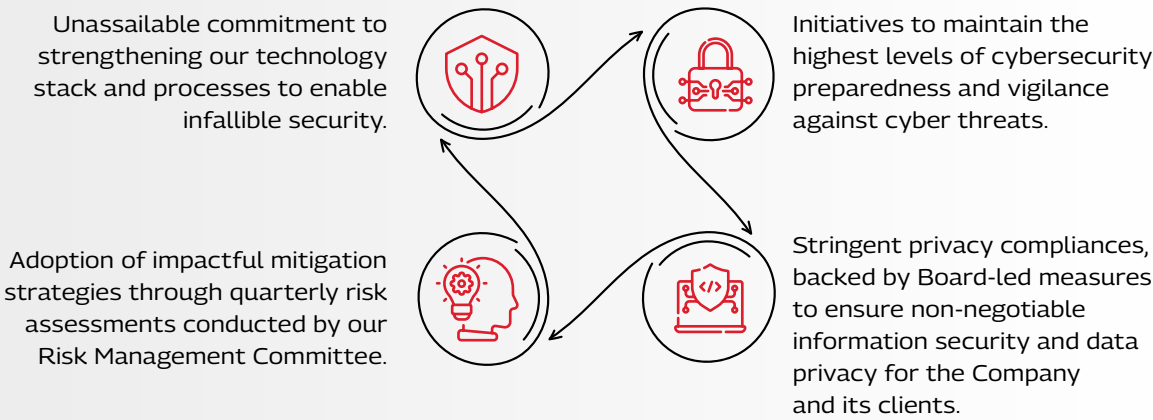 Unassailable commitment to
strengthening our technology
stack and processes to enable
infallible security.
Initiatives to maintain the
highest levels of cybersecurity
preparedness and vigilance
against cyber threats.
Adoption of impactful mitigation
strategies through quarterly risk
assessments conducted by our
Risk Management Committee.
Stringent privacy compliances,
backed by Board-led measures
to ensure non-negotiable
information security and data
privacy for the Company
and its clients.